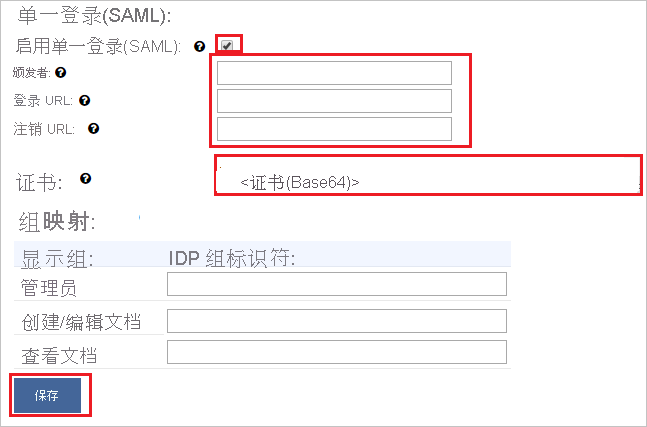 单一登录(SAML):
启用单一登录(SAML):
颁发者:
登录 URL:
注销 URL:
证书:
<证书(Base64)>
组映射:
显示组: IDP 组标识符:
管理员
创建/编辑文档
查看文档
保存